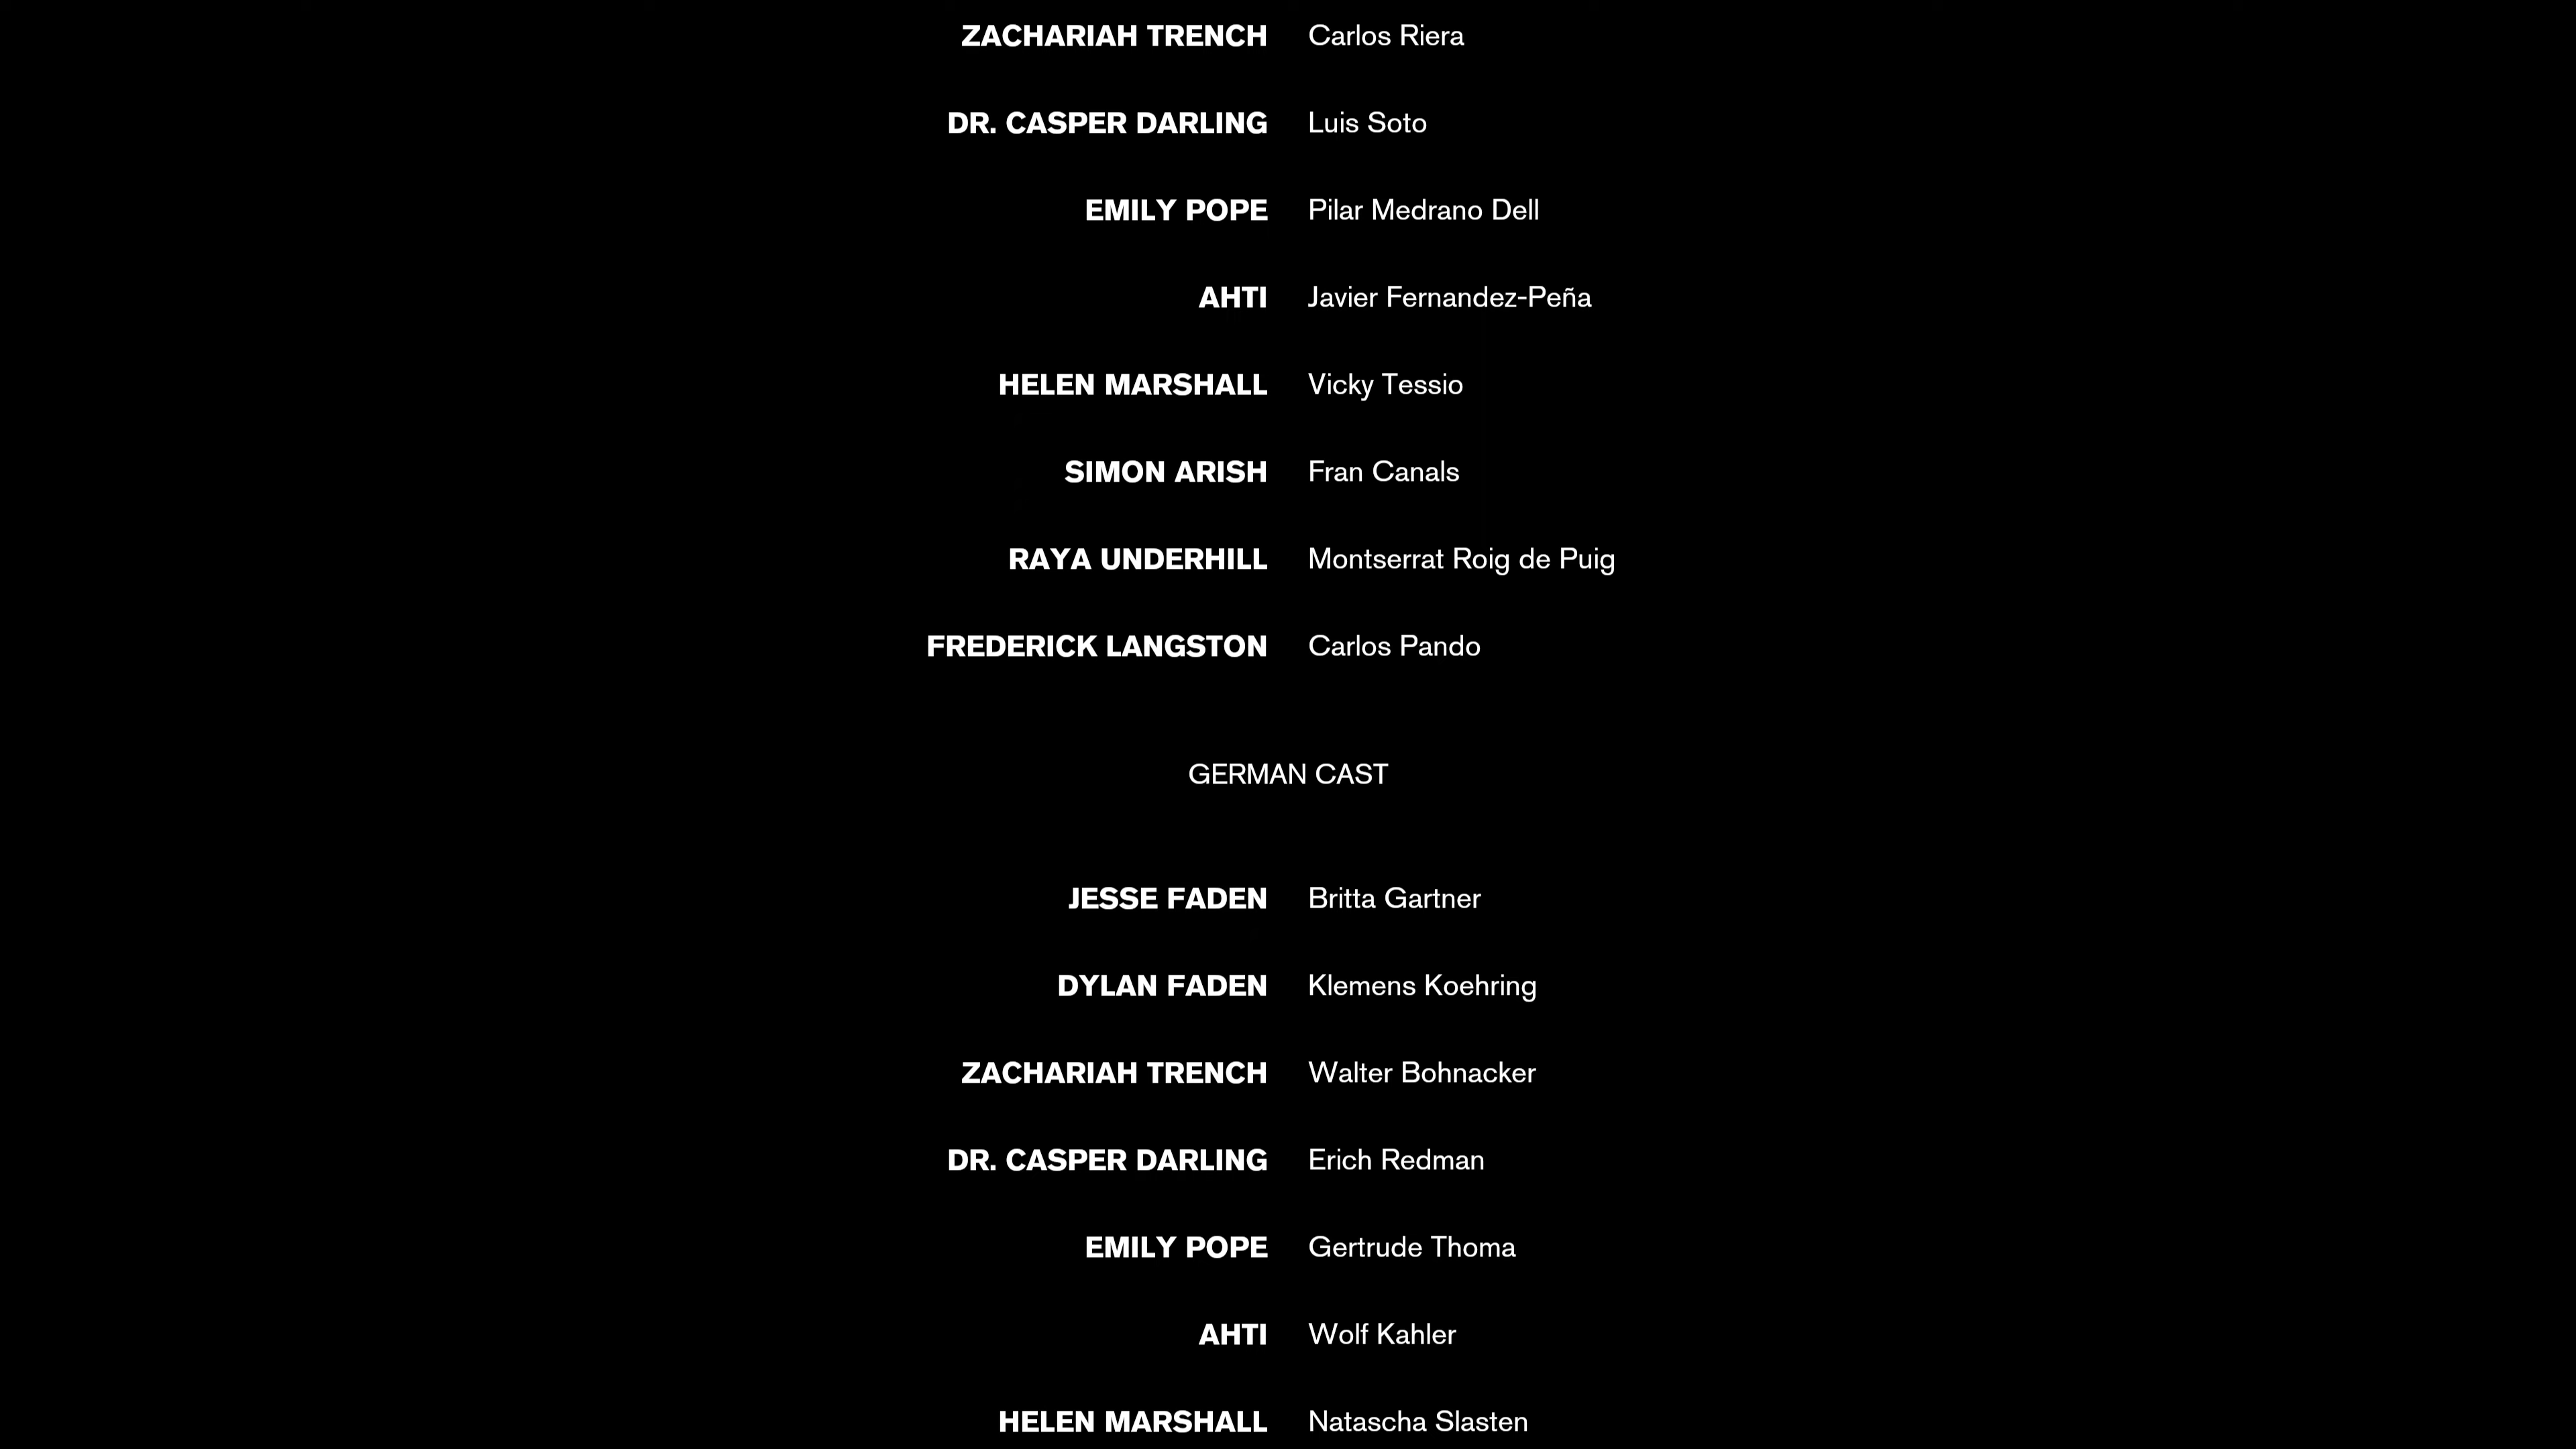 ZACHARIAH TRENCH Carlos Riera
DR. CASPER DARLING Luis Soto
EMILY POPE Pilar Medrano Dell
AHTI Javier Fernandez-Peña
HELEN MARSHALL Vicky Tessio
SIMON ARISH Fran Canals
RAYA UNDERHILL Montserrat Roig de Puig
FREDERICK LANGSTON Carlos Pando
GERMAN CAST
JESSE FADEN Britta Gartner
DYLAN FADEN Klemens Koehring
ZACHARIAH TRENCH Walter Bohnacker
DR. CASPER DARLING Erich Redman
EMILY POPE Gertrude Thoma
AHTI Wolf Kahler
HELEN MARSHALL Natascha Slasten